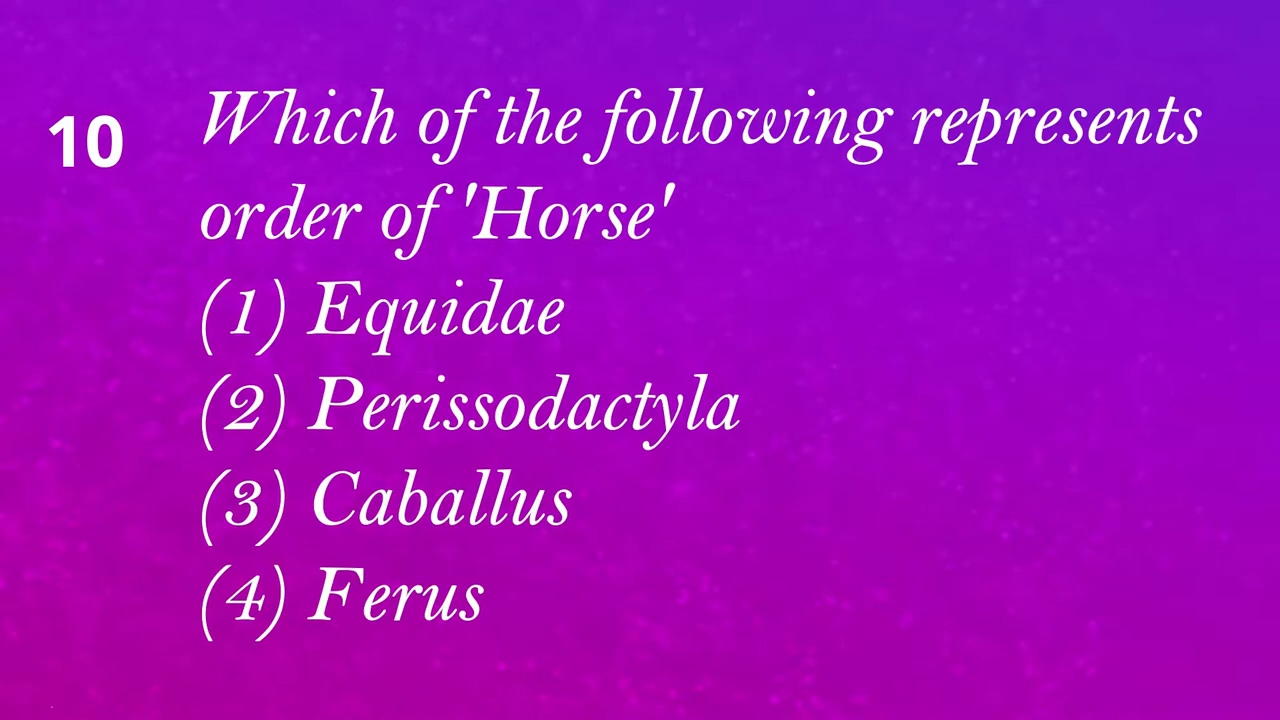 10 Which of the following represents
order of 'Horse'
(1) Equidae
(2) Perissodactyla
(3) Caballus
(4) Ferus